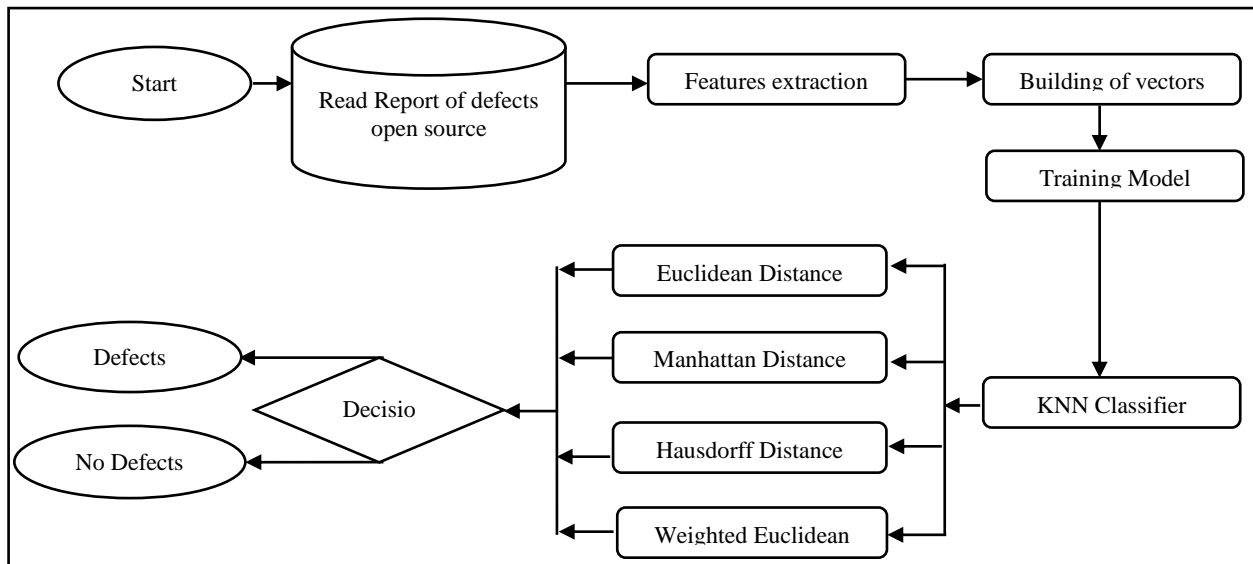 Start
Read Report of defects
open source
Features extraction
Building of vectors
Training Model
KNN Classifier
Euclidean Distance
Manhattan Distance
Hausdorff Distance
Weighted Euclidean
Decisio
Defects
No Defects